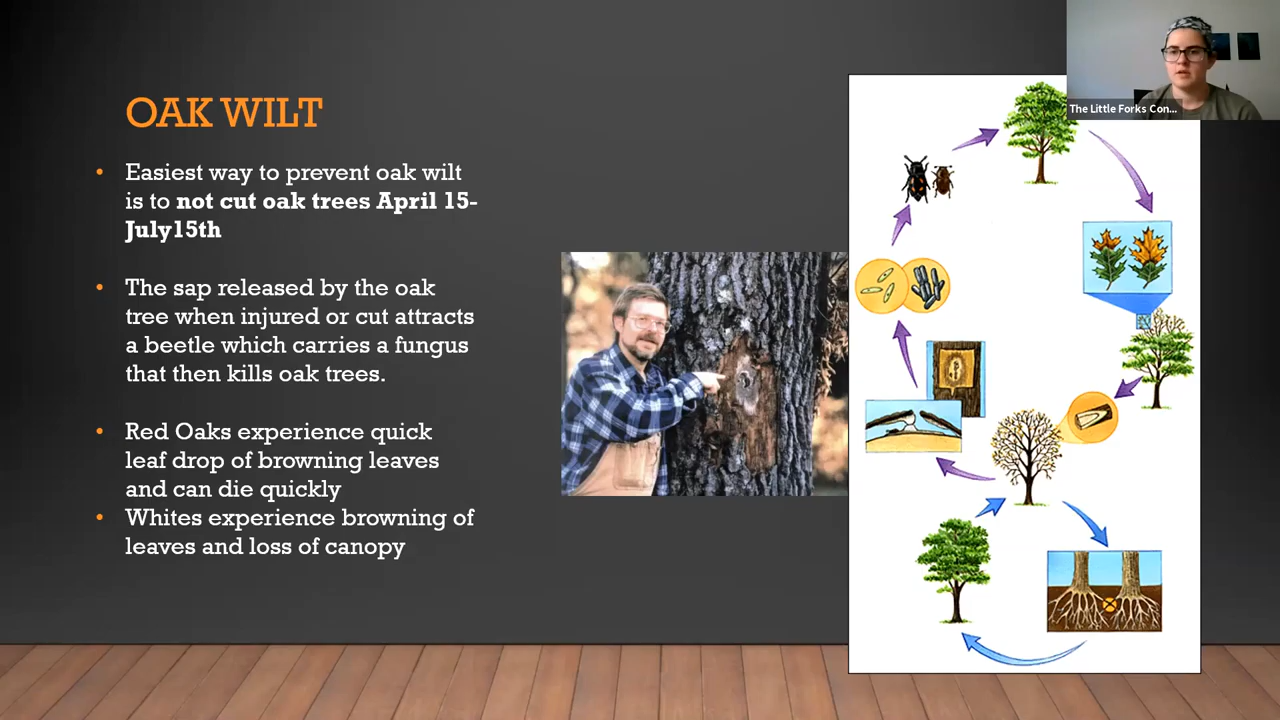 OAK WILT
• Easiest way to prevent oak wilt
is to not cut oak trees April 15-
July15th
• The sap released by the oak
tree when injured or cut attracts
a beetle which carries a fungus
that then kills oak trees.
• Red Oaks experience quick
leaf drop of browning leaves
and can die quickly
• Whites experience browning of
leaves and loss of canopy
The Little Forks Con...